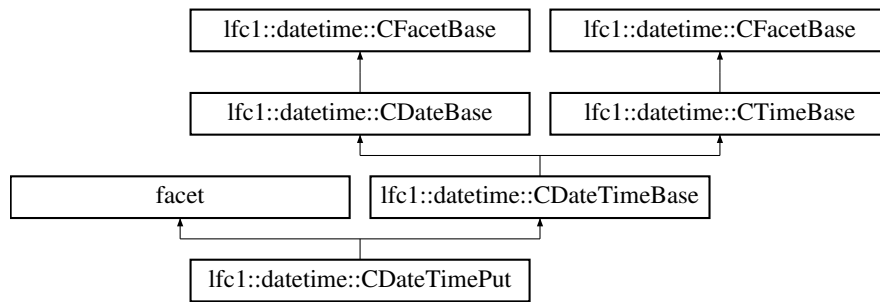 lfc1::datetime::CFacetBase lfc1::datetime::CFacetBase
lfc1::datetime::CDateBase lfc1::datetime::CTimeBase
facet lfc1::datetime::CDateTimeBase
lfc1::datetime::CDateTimePut